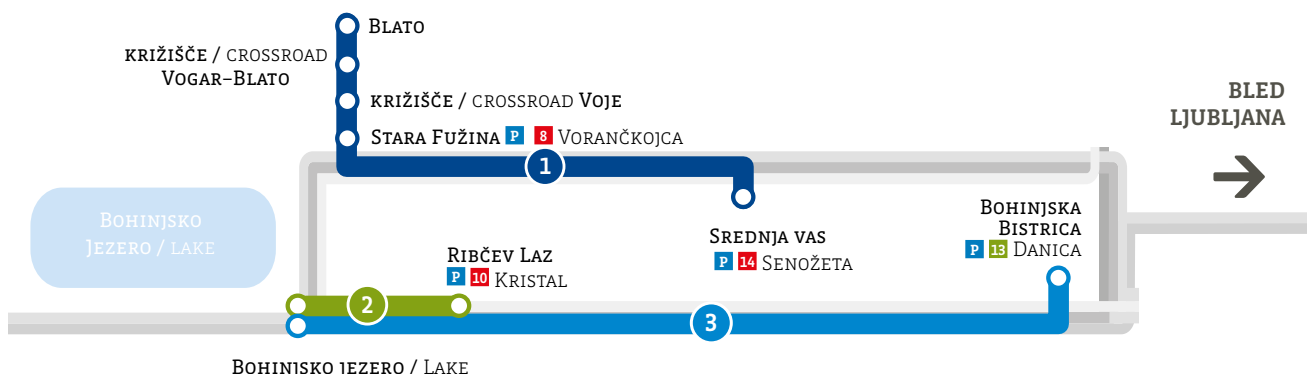 Blato
križišče / crossroad
Vogar–Blato
križišče / crossroad Voje
Stara Fužina P 8 Vorančkojca
1
BLED
LJUBLJANA
Bohinjsko
Jezero / lake
Bohinjska
Bistrica
P 13 Danica
Srednja vas
P 14 Senožeta
Ribčev Laz
P 10 Kristal
2
3
Bohinjsko jezero / Lake